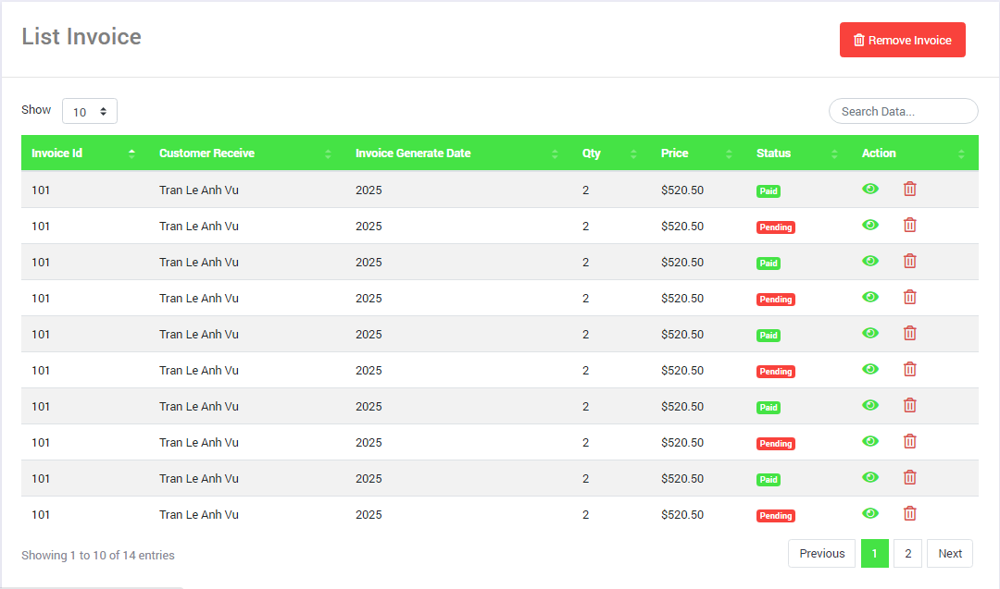 List Invoice
Remove Invoice
Show 10
Search Data...
Invoice Id Customer Receive Invoice Generate Date Qty Price Status Action
101 Tran Le Anh Vu 2025 2 $520.50 Paid
101 Tran Le Anh Vu 2025 2 $520.50 Pending
101 Tran Le Anh Vu 2025 2 $520.50 Paid
101 Tran Le Anh Vu 2025 2 $520.50 Pending
101 Tran Le Anh Vu 2025 2 $520.50 Paid
101 Tran Le Anh Vu 2025 2 $520.50 Pending
101 Tran Le Anh Vu 2025 2 $520.50 Paid
101 Tran Le Anh Vu 2025 2 $520.50 Pending
101 Tran Le Anh Vu 2025 2 $520.50 Paid
101 Tran Le Anh Vu 2025 2 $520.50 Pending
Showing 1 to 10 of 14 entries
Previous 1 2 Next